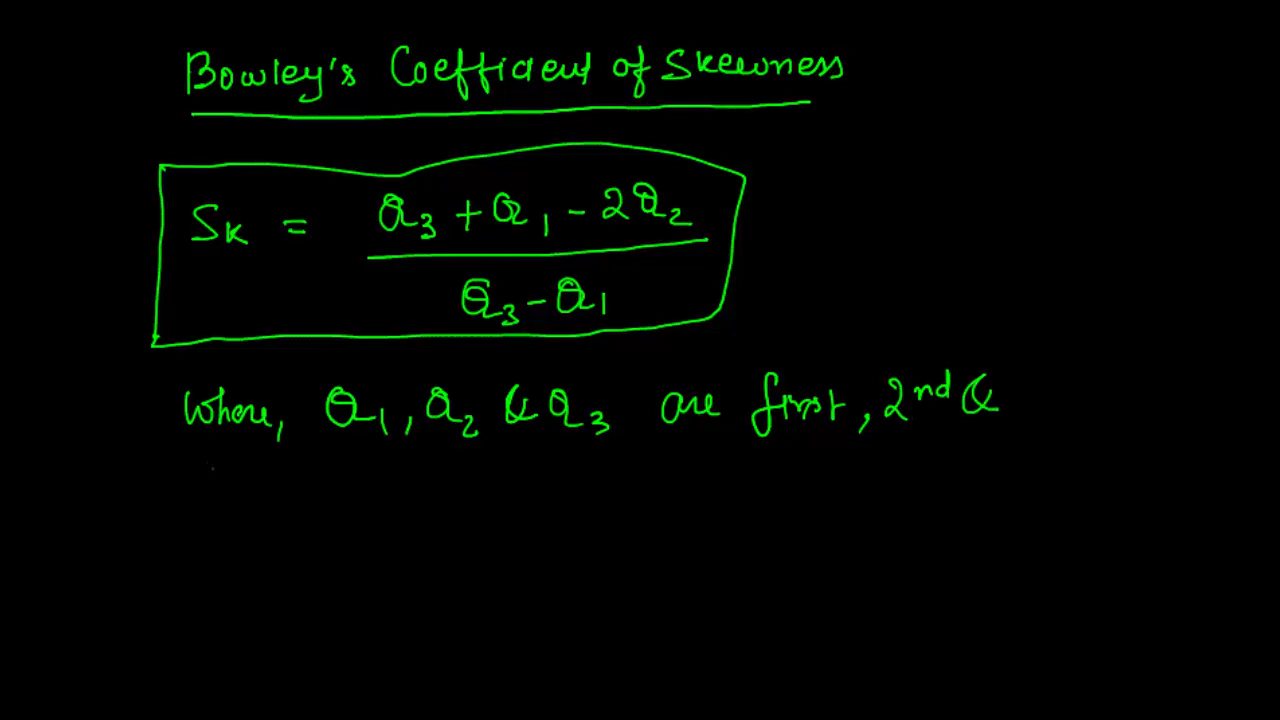 Bowley's Coefficient of Skewness
Sk = (Q3 + Q1 - 2Q2) / (Q3 - Q1)
Where, Q1, Q2 & Q3 are first, 2nd &